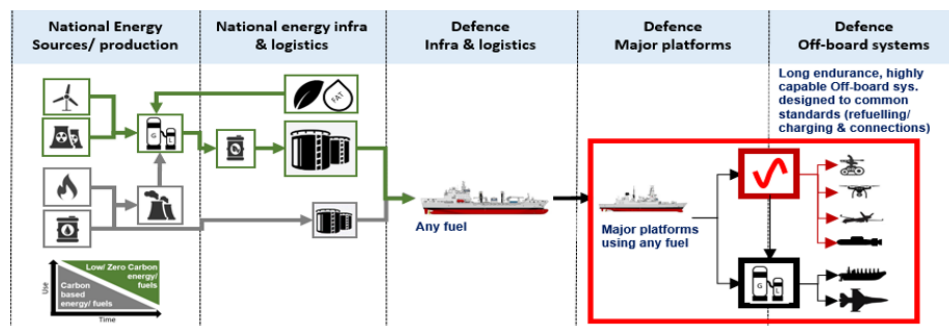 National Energy
Sources/ production
National energy infra
& logistics
Defence
Infra & logistics
Defence
Major platforms
Defence
Off-board systems
Long endurance, highly
capable Off-board sys.
designed to common
standards (refuelling/
charging & connections)
FAT
G
L
Any fuel
Major platforms
using any fuel
G
L
Low/ Zero Carbon
energy/
fuels
Carbon
based
energy/ fuels
Use
Time